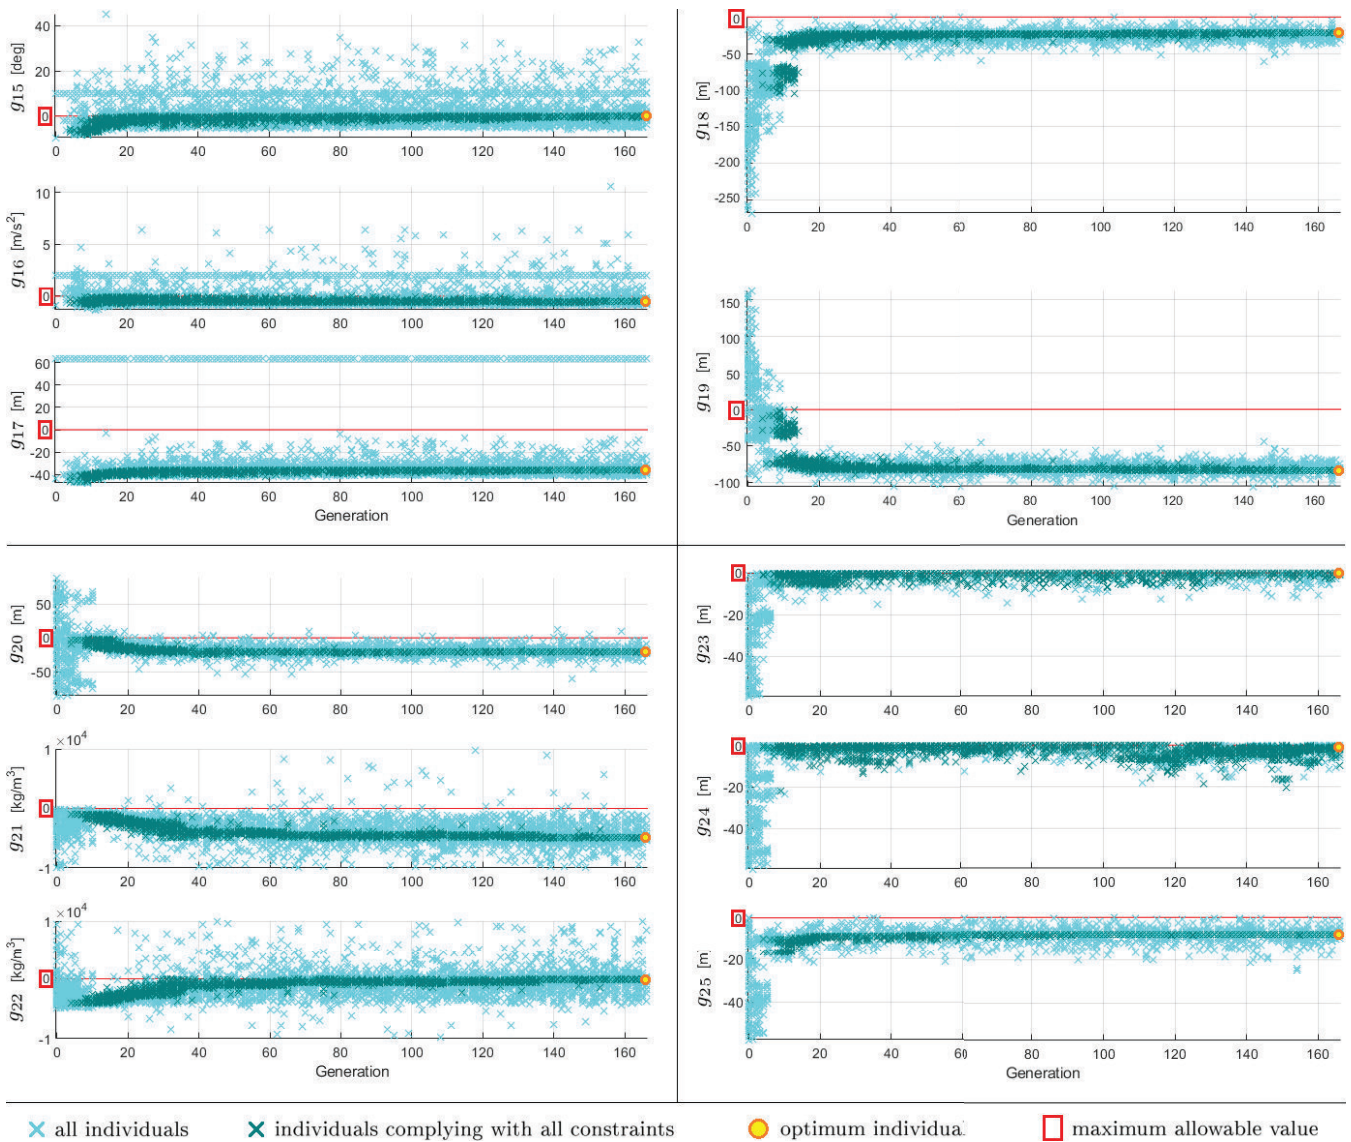 40
20
0
g15 [deg]
0 20 40 60 80 100 120 140 160
10
5
0
g16 [m/s²]
0 20 40 60 80 100 120 140 160
60
40
20
0
-20
-40
g17 [m]
0 20 40 60 80 100 120 140 160
Generation
0
-50
-100
-150
-200
-250
g18 [m]
0 20 40 60 80 100 120 140 160
150
100
50
0
-50
-100
g19 [m]
0 20 40 60 80 100 120 140 160
Generation
50
0
-50
g20 [m]
0 20 40 60 80 100 120 140 160
×10⁴
1
0
-1
g21 [kg/m³]
0 20 40 60 80 100 120 140 160
×10⁴
1
0
-1
g22 [kg/m³]
0 20 40 60 80 100 120 140 160
Generation
0
-20
-40
g23 [m]
0 20 40 60 80 100 120 140 160
0
-20
-40
g24 [m]
0 20 40 60 80 100 120 140 160
0
-20
-40
g25 [m]
0 20 40 60 80 100 120 140 160
Generation
all individuals individuals complying with all constraints optimum individual maximum allowable value